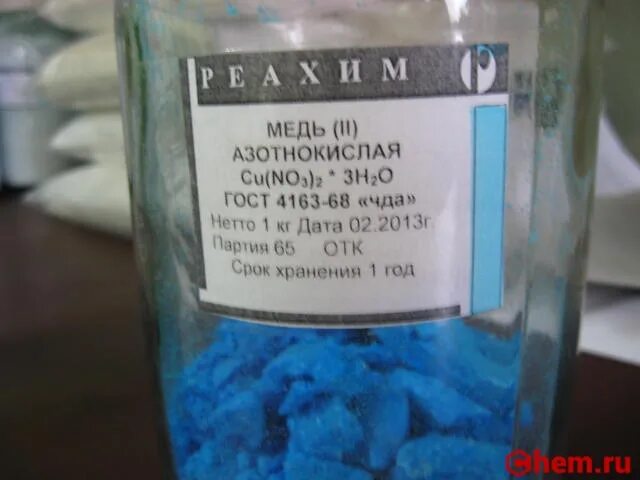 РЕАХИМ
МЕДЬ (II)
АЗОТНОКИСЛАЯ
Cu(NO₃)₂ * 3H₂O
ГОСТ 4163-68 «чда»
Нетто 1 кг Дата 02.2013г.
Партия 65 ОТК
Срок хранения 1 год
Chem.ru